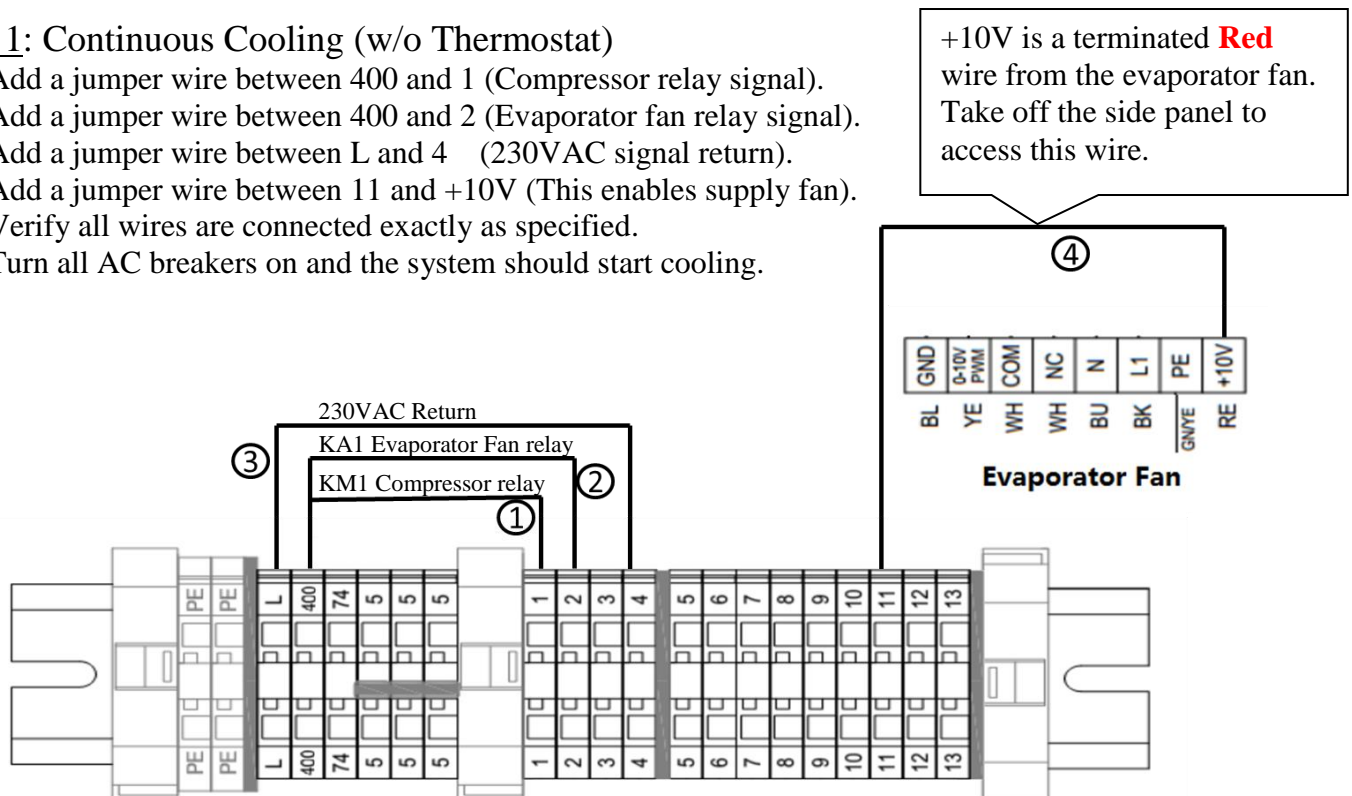 1: Continuous Cooling (w/o Thermostat)
Add a jumper wire between 400 and 1 (Compressor relay signal).
Add a jumper wire between 400 and 2 (Evaporator fan relay signal).
Add a jumper wire between L and 4 (230VAC signal return).
Add a jumper wire between 11 and +10V (This enables supply fan).
Verify all wires are connected exactly as specified.
Turn all AC breakers on and the system should start cooling.
+10V is a terminated Red
wire from the evaporator fan.
Take off the side panel to
access this wire.
④
GND 0-10V PWM COM NC N L1 PE +10V
BL YE WH WH BU BK GN/YE RE
Evaporator Fan
230VAC Return
KA1 Evaporator Fan relay
KM1 Compressor relay
③
②
①
PE PE L 400 74 5 5 5 1 2 3 4 5 6 7 8 9 10 11 12 13
PE PE L 400 74 5 5 5 1 2 3 4 5 6 7 8 9 10 11 12 13